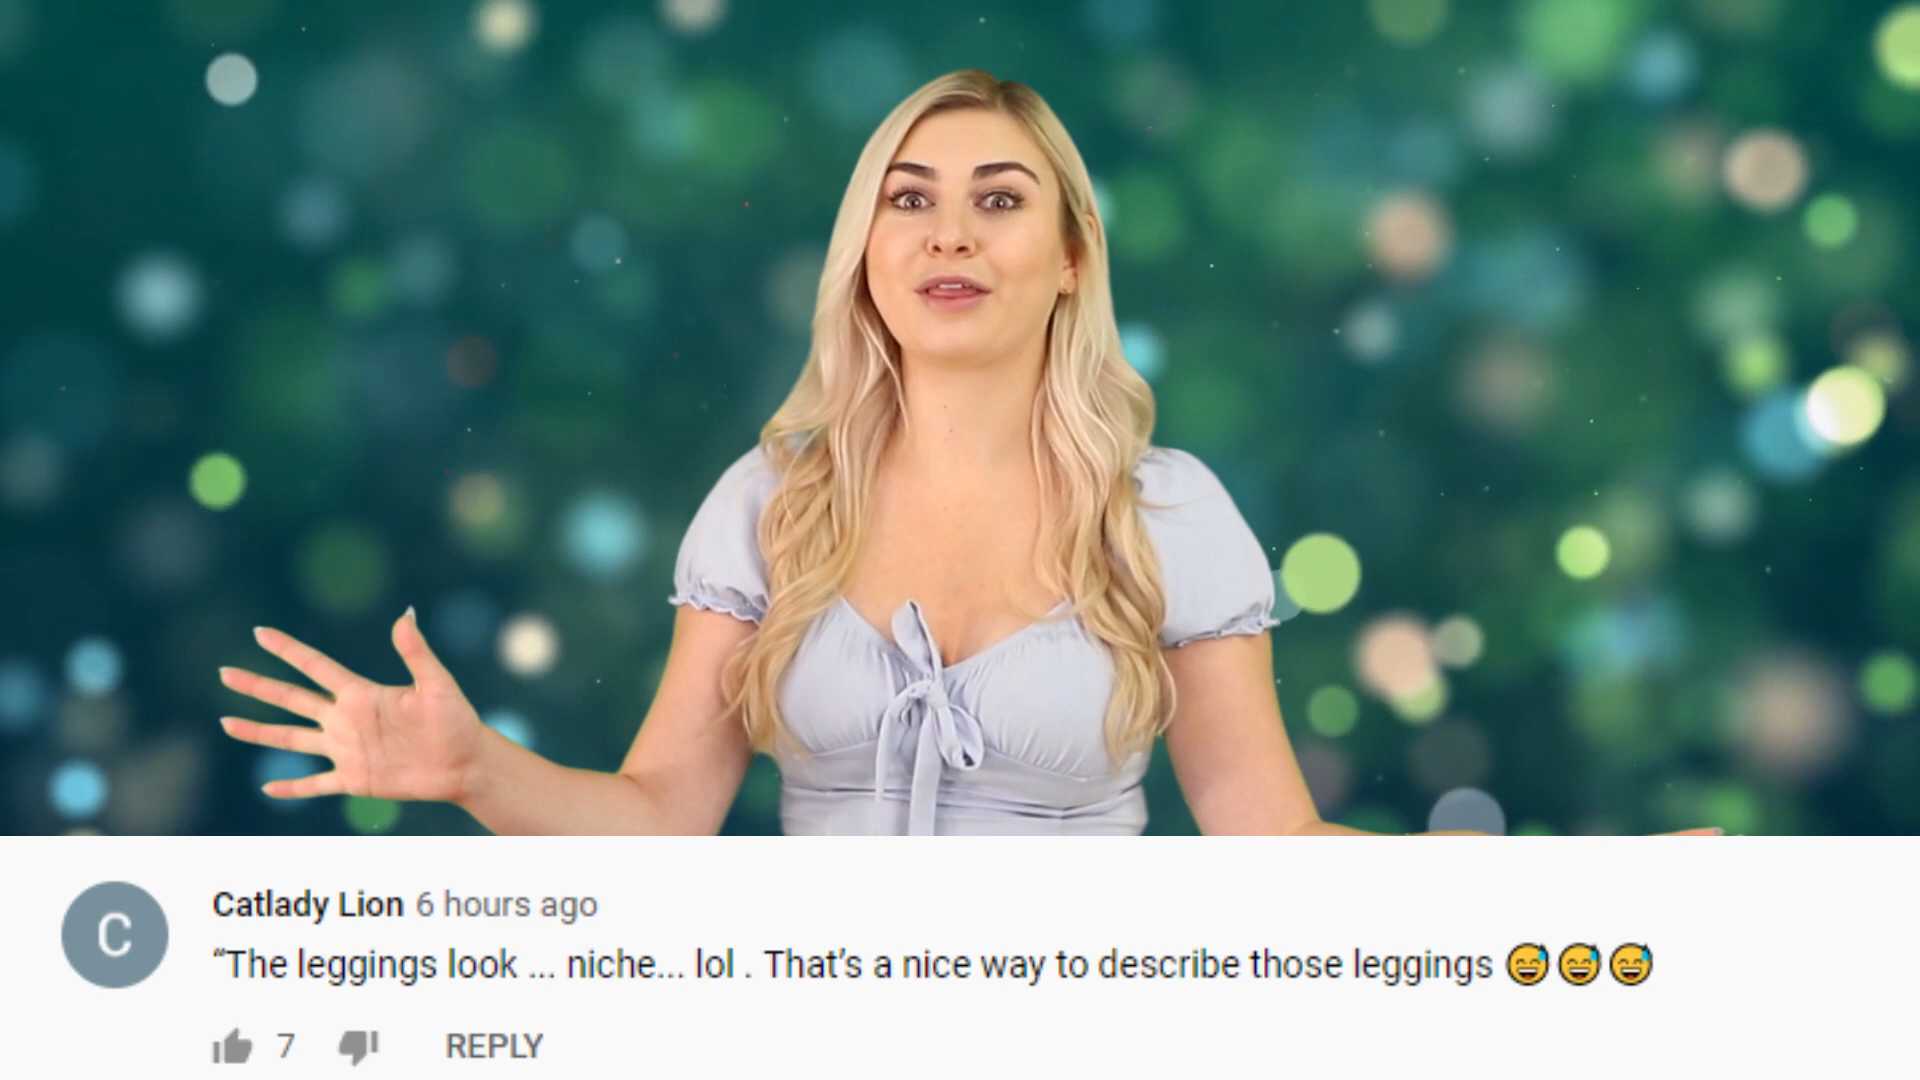 C
Catlady Lion 6 hours ago
“The leggings look ... niche... lol . That’s a nice way to describe those leggings 😅😅😅
7
REPLY